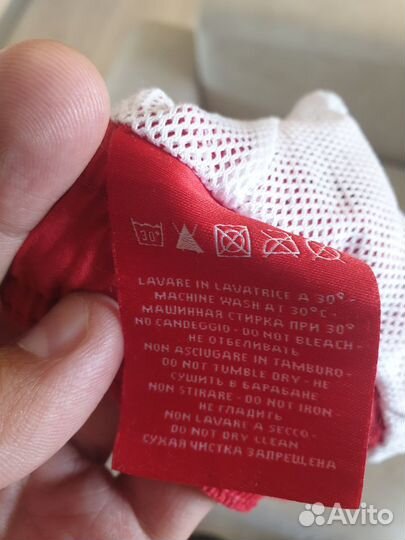 30°
LAVARE IN LAVATRICE A 30° -
MACHINE WASH AT 30°C -
МАШИННАЯ СТИРКА ПРИ 30°
NO CANDEGGIO - DO NOT BLEACH -
НЕ ОТБЕЛИВАТЬ
NON ASCIUGARE IN TAMBURO -
DO NOT TUMBLE DRY - НЕ
СУШИТЬ В БАРАБАНЕ
NON STIRARE - DO NOT IRON -
НЕ ГЛАДИТЬ
NON LAVARE A SECCO -
DO NOT DRY CLEAN
СУХАЯ ЧИСТКА ЗАПРЕЩЕНА
Avito